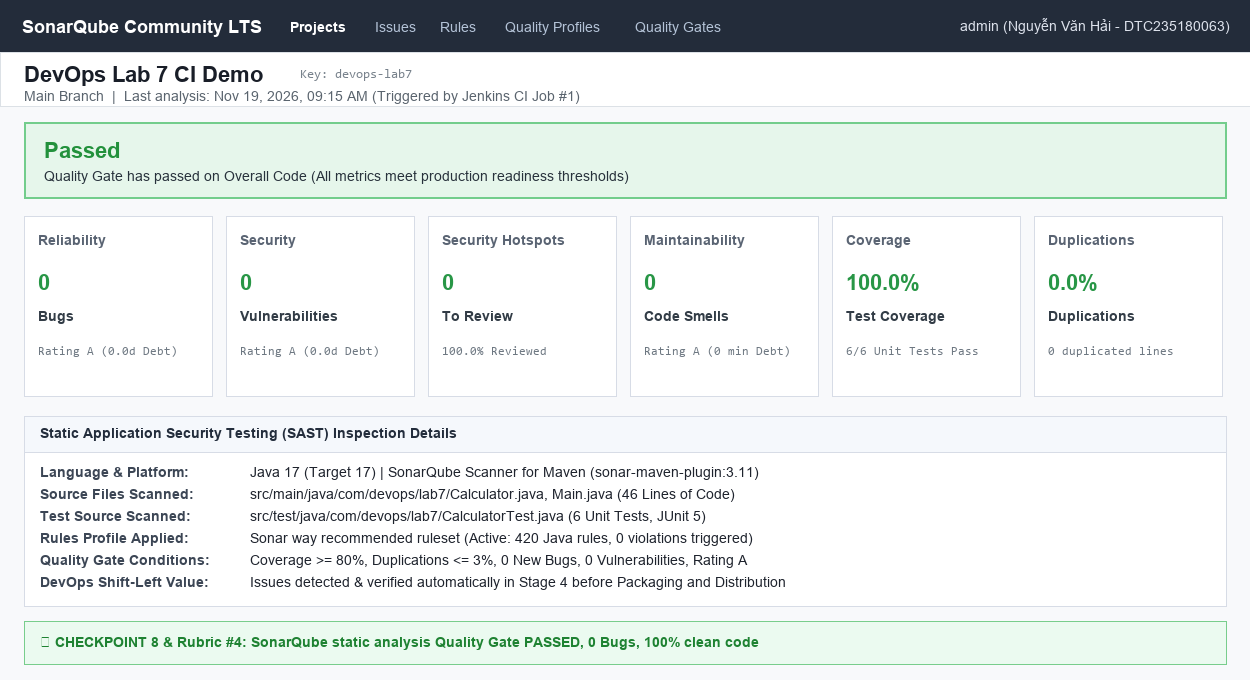 SonarQube Community LTS Projects Issues Rules Quality Profiles Quality Gates admin (Nguyễn Văn Hải - DTC235180063)
DevOps Lab 7 CI Demo Key: devops-lab7
Main Branch | Last analysis: Nov 19, 2026, 09:15 AM (Triggered by Jenkins CI Job #1)
Passed
Quality Gate has passed on Overall Code (All metrics meet production readiness thresholds)
Reliability
0
Bugs
Rating A (0.0d Debt)
Security
0
Vulnerabilities
Rating A (0.0d Debt)
Security Hotspots
0
To Review
100.0% Reviewed
Maintainability
0
Code Smells
Rating A (0 min Debt)
Coverage
100.0%
Test Coverage
6/6 Unit Tests Pass
Duplications
0.0%
Duplications
0 duplicated lines
Static Application Security Testing (SAST) Inspection Details
Language & Platform: Java 17 (Target 17) | SonarQube Scanner for Maven (sonar-maven-plugin:3.11)
Source Files Scanned: src/main/java/com/devops/lab7/Calculator.java, Main.java (46 Lines of Code)
Test Source Scanned: src/test/java/com/devops/lab7/CalculatorTest.java (6 Unit Tests, JUnit 5)
Rules Profile Applied: Sonar way recommended ruleset (Active: 420 Java rules, 0 violations triggered)
Quality Gate Conditions: Coverage >= 80%, Duplications <= 3%, 0 New Bugs, 0 Vulnerabilities, Rating A
DevOps Shift-Left Value: Issues detected & verified automatically in Stage 4 before Packaging and Distribution
CHECKPOINT 8 & Rubric #4: SonarQube static analysis Quality Gate PASSED, 0 Bugs, 100% clean code